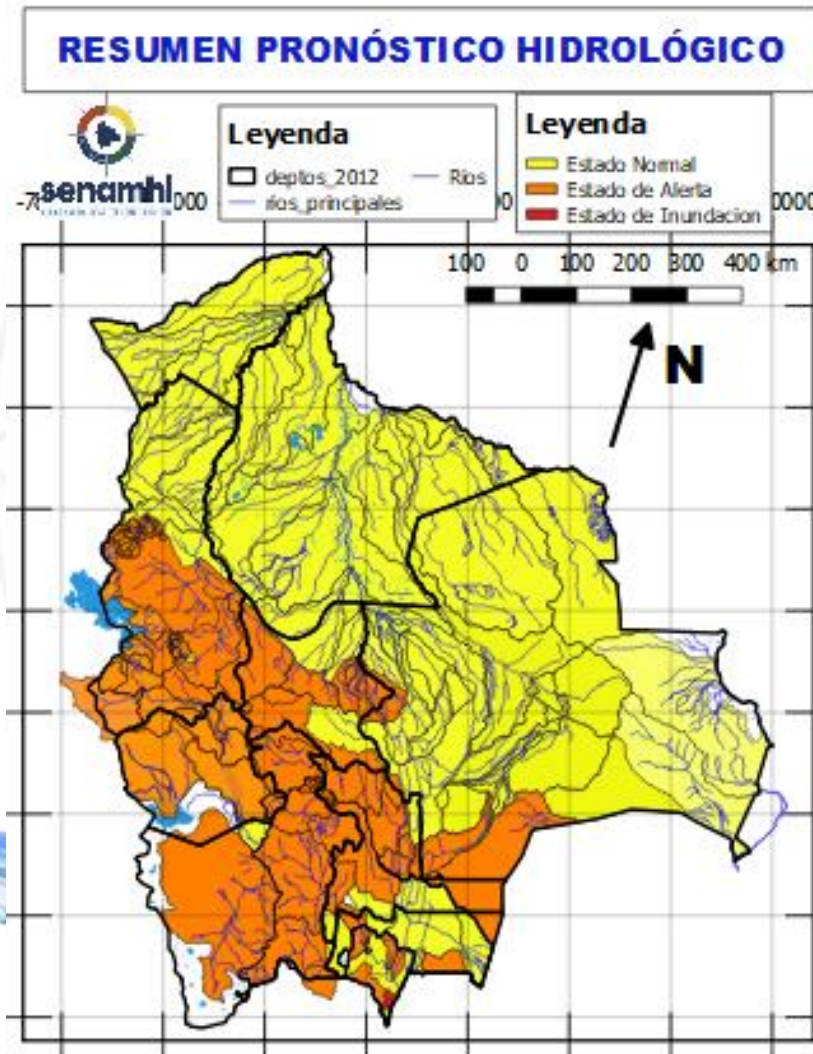 RESUMEN PRONÓSTICO HIDROLÓGICO
senamhi
Leyenda
deptos_2012
Rios
rios_principales
Leyenda
Estado Normal
Estado de Alerta
Estado de Inundacion
100 0 100 200 300 400 km
N